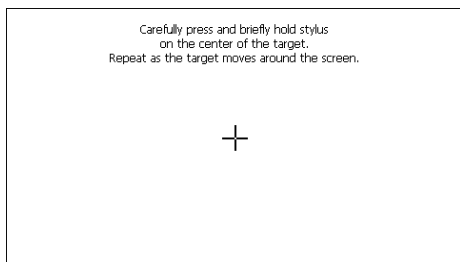 Carefully press and briefly hold stylus
on the center of the target.
Repeat as the target moves around the screen.